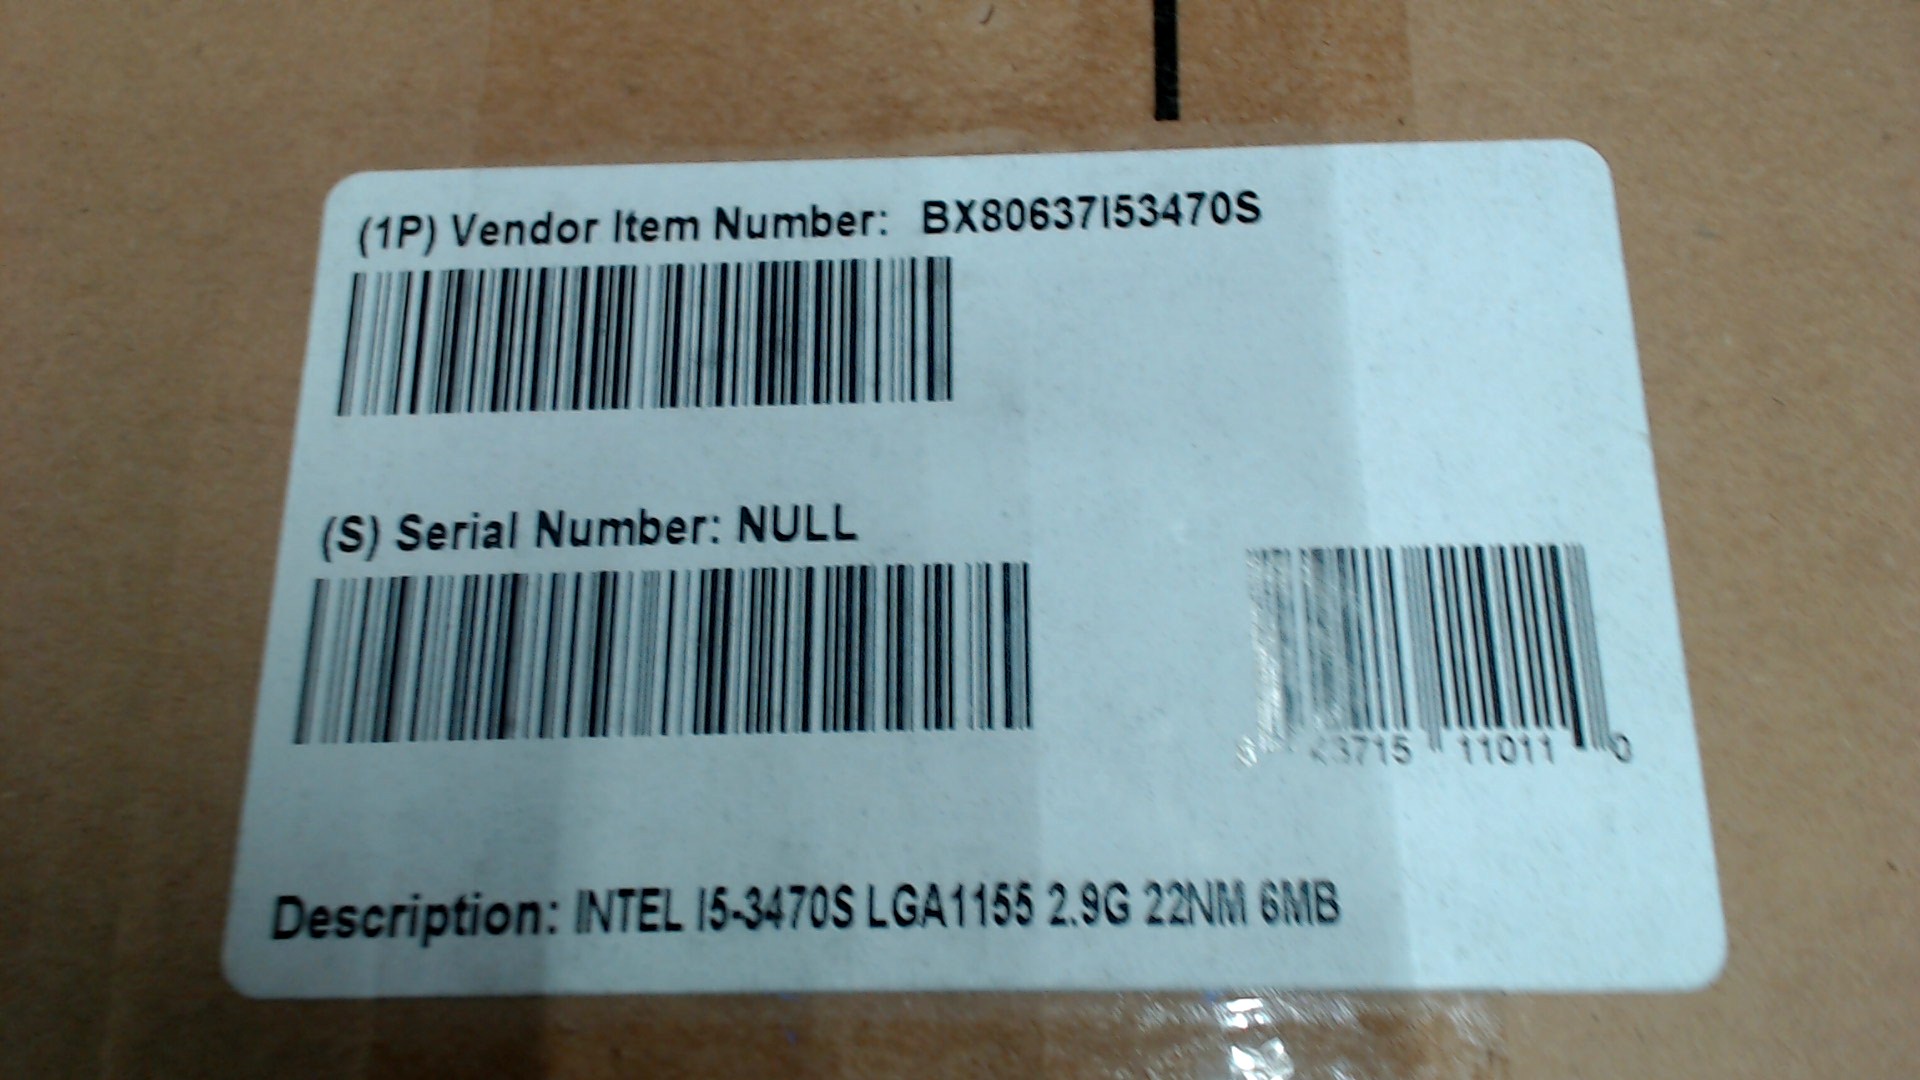 (1P) Vendor Item Number: BX80637I53470S
(S) Serial Number: NULL
43715 11011 0
Description: INTEL I5-3470S LGA1155 2.9G 22NM 6MB